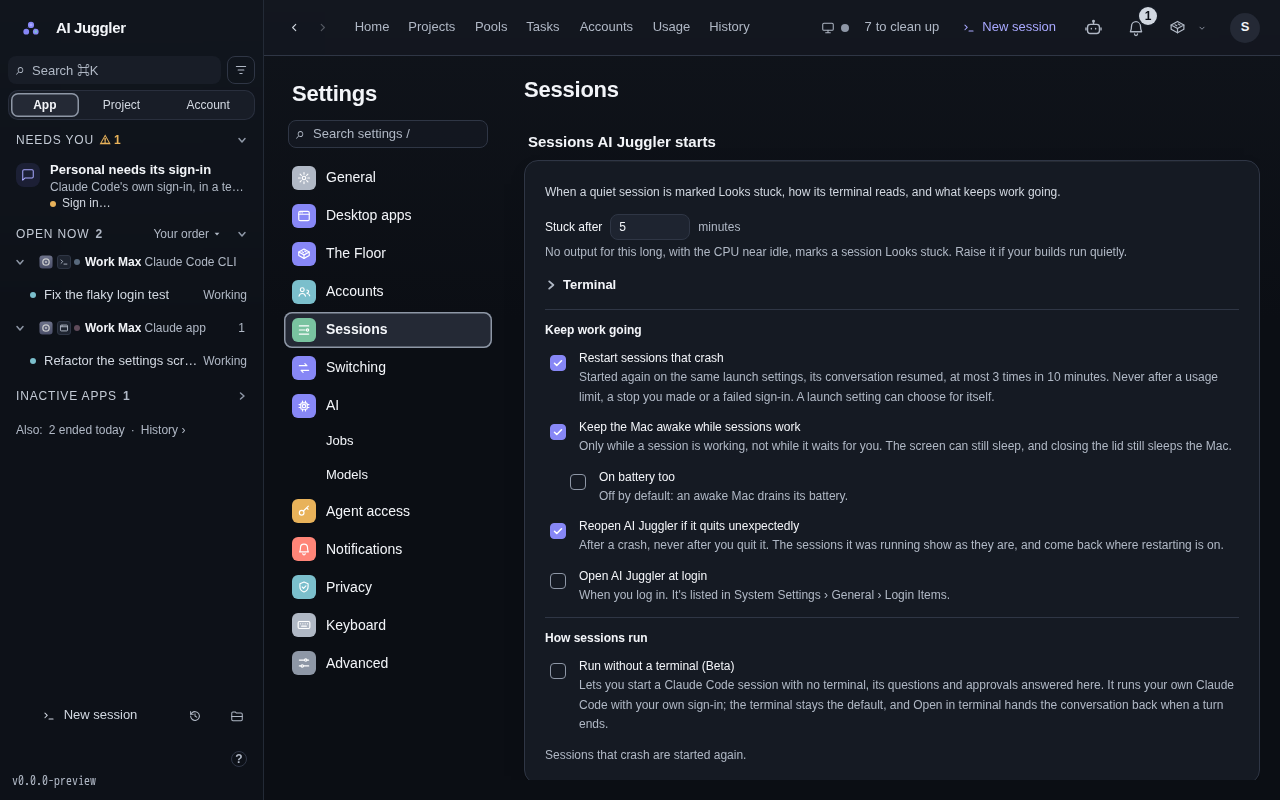 AI Juggler
Search ⌘K
App
Project
Account
NEEDS YOU 1
Personal needs its sign-in
Claude Code's own sign-in, in a te…
Sign in…
OPEN NOW 2
Your order
Work Max Claude Code CLI
Fix the flaky login test
Working
Work Max Claude app
1
Refactor the settings scr…
Working
INACTIVE APPS 1
Also: 2 ended today · History ›
New session
?
v0.0.0-preview
Home
Projects
Pools
Tasks
Accounts
Usage
History
7 to clean up
New session
1
S
Settings
Search settings /
General
Desktop apps
The Floor
Accounts
Sessions
Switching
AI
Jobs
Models
Agent access
Notifications
Privacy
Keyboard
Advanced
Sessions
Sessions AI Juggler starts
When a quiet session is marked Looks stuck, how its terminal reads, and what keeps work going.
Stuck after 5 minutes
No output for this long, with the CPU near idle, marks a session Looks stuck. Raise it if your builds run quietly.
Terminal
Keep work going
Restart sessions that crash
Started again on the same launch settings, its conversation resumed, at most 3 times in 10 minutes. Never after a usage
limit, a stop you made or a failed sign-in. A launch setting can choose for itself.
Keep the Mac awake while sessions work
Only while a session is working, not while it waits for you. The screen can still sleep, and closing the lid still sleeps the Mac.
On battery too
Off by default: an awake Mac drains its battery.
Reopen AI Juggler if it quits unexpectedly
After a crash, never after you quit it. The sessions it was running show as they are, and come back where restarting is on.
Open AI Juggler at login
When you log in. It's listed in System Settings › General › Login Items.
How sessions run
Run without a terminal (Beta)
Lets you start a Claude Code session with no terminal, its questions and approvals answered here. It runs your own Claude
Code with your own sign-in; the terminal stays the default, and Open in terminal hands the conversation back when a turn
ends.
Sessions that crash are started again.